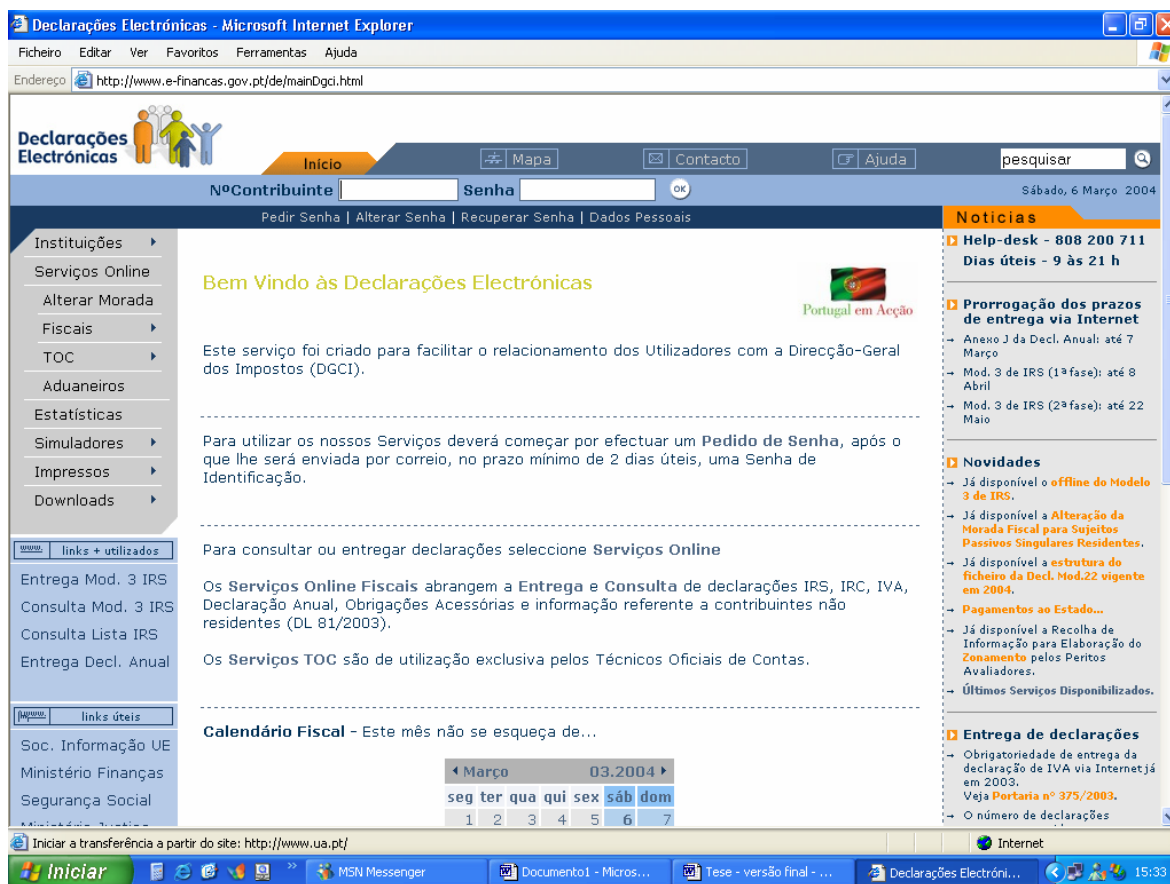 Declarações Electrónicas - Microsoft Internet Explorer
Ficheiro Editar Ver Favoritos Ferramentas Ajuda
Endereço http://www.e-financas.gov.pt/de/mainDgci.html
Declarações
Electrónicas
Início Mapa Contacto Ajuda pesquisar
NºContribuinte Senha OK Sábado, 6 Março 2004
Pedir Senha | Alterar Senha | Recuperar Senha | Dados Pessoais
Instituições
Serviços Online
Alterar Morada
Fiscais
TOC
Aduaneiros
Estatísticas
Simuladores
Impressos
Downloads
www. links + utilizados
Entrega Mod. 3 IRS
Consulta Mod. 3 IRS
Consulta Lista IRS
Entrega Decl. Anual
links úteis
Soc. Informação UE
Ministério Finanças
Segurança Social
Bem Vindo às Declarações Electrónicas
Portugal em Acção
Este serviço foi criado para facilitar o relacionamento dos Utilizadores com a Direcção-Geral
dos Impostos (DGCI).
Para utilizar os nossos Serviços deverá começar por efectuar um Pedido de Senha, após o
que lhe será enviada por correio, no prazo mínimo de 2 dias úteis, uma Senha de
Identificação.
Para consultar ou entregar declarações seleccione Serviços Online
Os Serviços Online Fiscais abrangem a Entrega e Consulta de declarações IRS, IRC, IVA,
Declaração Anual, Obrigações Acessórias e informação referente a contribuintes não
residentes (DL 81/2003).
Os Serviços TOC são de utilização exclusiva pelos Técnicos Oficiais de Contas.
Calendário Fiscal - Este mês não se esqueça de...
Março 03.2004
seg ter qua qui sex sáb dom
1 2 3 4 5 6 7
Noticias
Help-desk - 808 200 711
Dias úteis - 9 às 21 h
Prorrogação dos prazos
de entrega via Internet
Anexo J da Decl. Anual: até 7
Março
Mod. 3 de IRS (1ª fase): até 8
Abril
Mod. 3 de IRS (2ª fase): até 22
Maio
Novidades
Já disponível o offline do Modelo
3 de IRS.
Já disponível a Alteração da
Morada Fiscal para Sujeitos
Passivos Singulares Residentes.
Já disponível a estrutura do
ficheiro da Decl. Mod.22 vigente
em 2004.
Pagamentos ao Estado...
Já disponível a Recolha de
Informação para Elaboração do
Zonamento pelos Peritos
Avaliadores.
Últimos Serviços Disponibilizados.
Entrega de declarações
Obrigatoriedade de entrega da
declaração de IVA via Internet já
em 2003.
Veja Portaria nº 375/2003.
O número de declarações
Iniciar a transferência a partir do site: http://www.ua.pt/ Internet
Iniciar MSN Messenger Documento1 - Micros... Tese - versão final - ... Declarações Electróni... 15:33